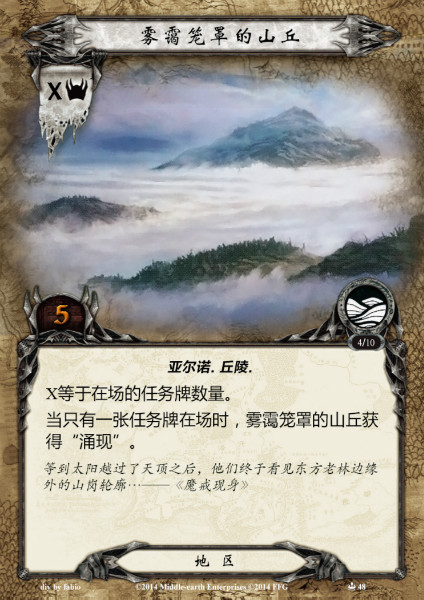 雾霭笼罩的山丘
X
5
4/10
亚尔诺. 丘陵.
X等于在场的任务牌数量。
当只有一张任务牌在场时，雾霭笼罩的山丘获
得“涌现”。
等到太阳越过了天顶之后，他们终于看见东方老林边缘
外的山岗轮廓……——《魔戒现身》
地 区
diy by fabio ©2014 Middle-earth Enterprises ©2014 FFG 48